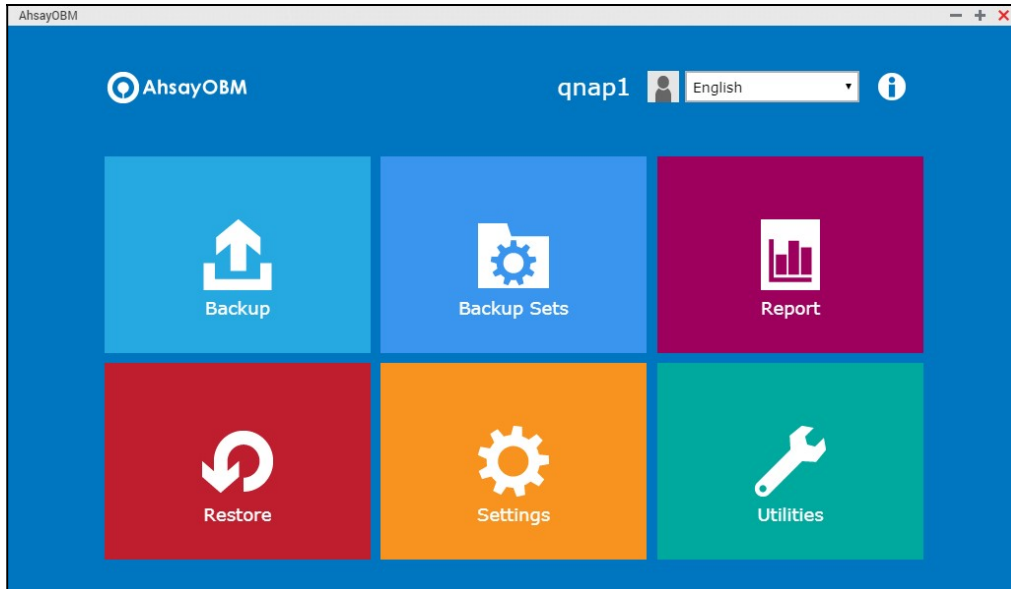 AhsayOBM
AhsayOBM
qnap1
English
Backup
Backup Sets
Report
Restore
Settings
Utilities